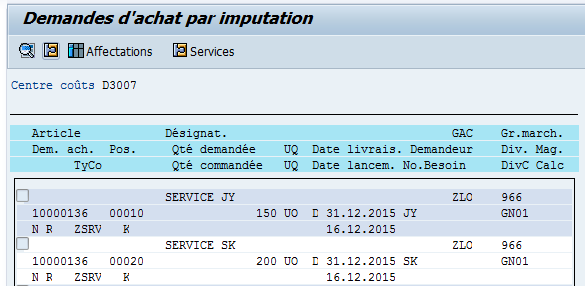 Demandes d'achat par imputation
Affectations Services
Centre coûts D3007
Article Désignat. GAC Gr.march.
Dem. ach. Pos. Qté demandée UQ Date livrais. Demandeur Div. Mag.
TyCo Qté commandée UQ Date lancem. No.Besoin DivC Calc
SERVICE JY ZLO 966
10000136 00010 150 UO D 31.12.2015 JY GN01
N R ZSRV K 16.12.2015
SERVICE SK ZLO 966
10000136 00020 200 UO D 31.12.2015 SK GN01
N R ZSRV K 16.12.2015